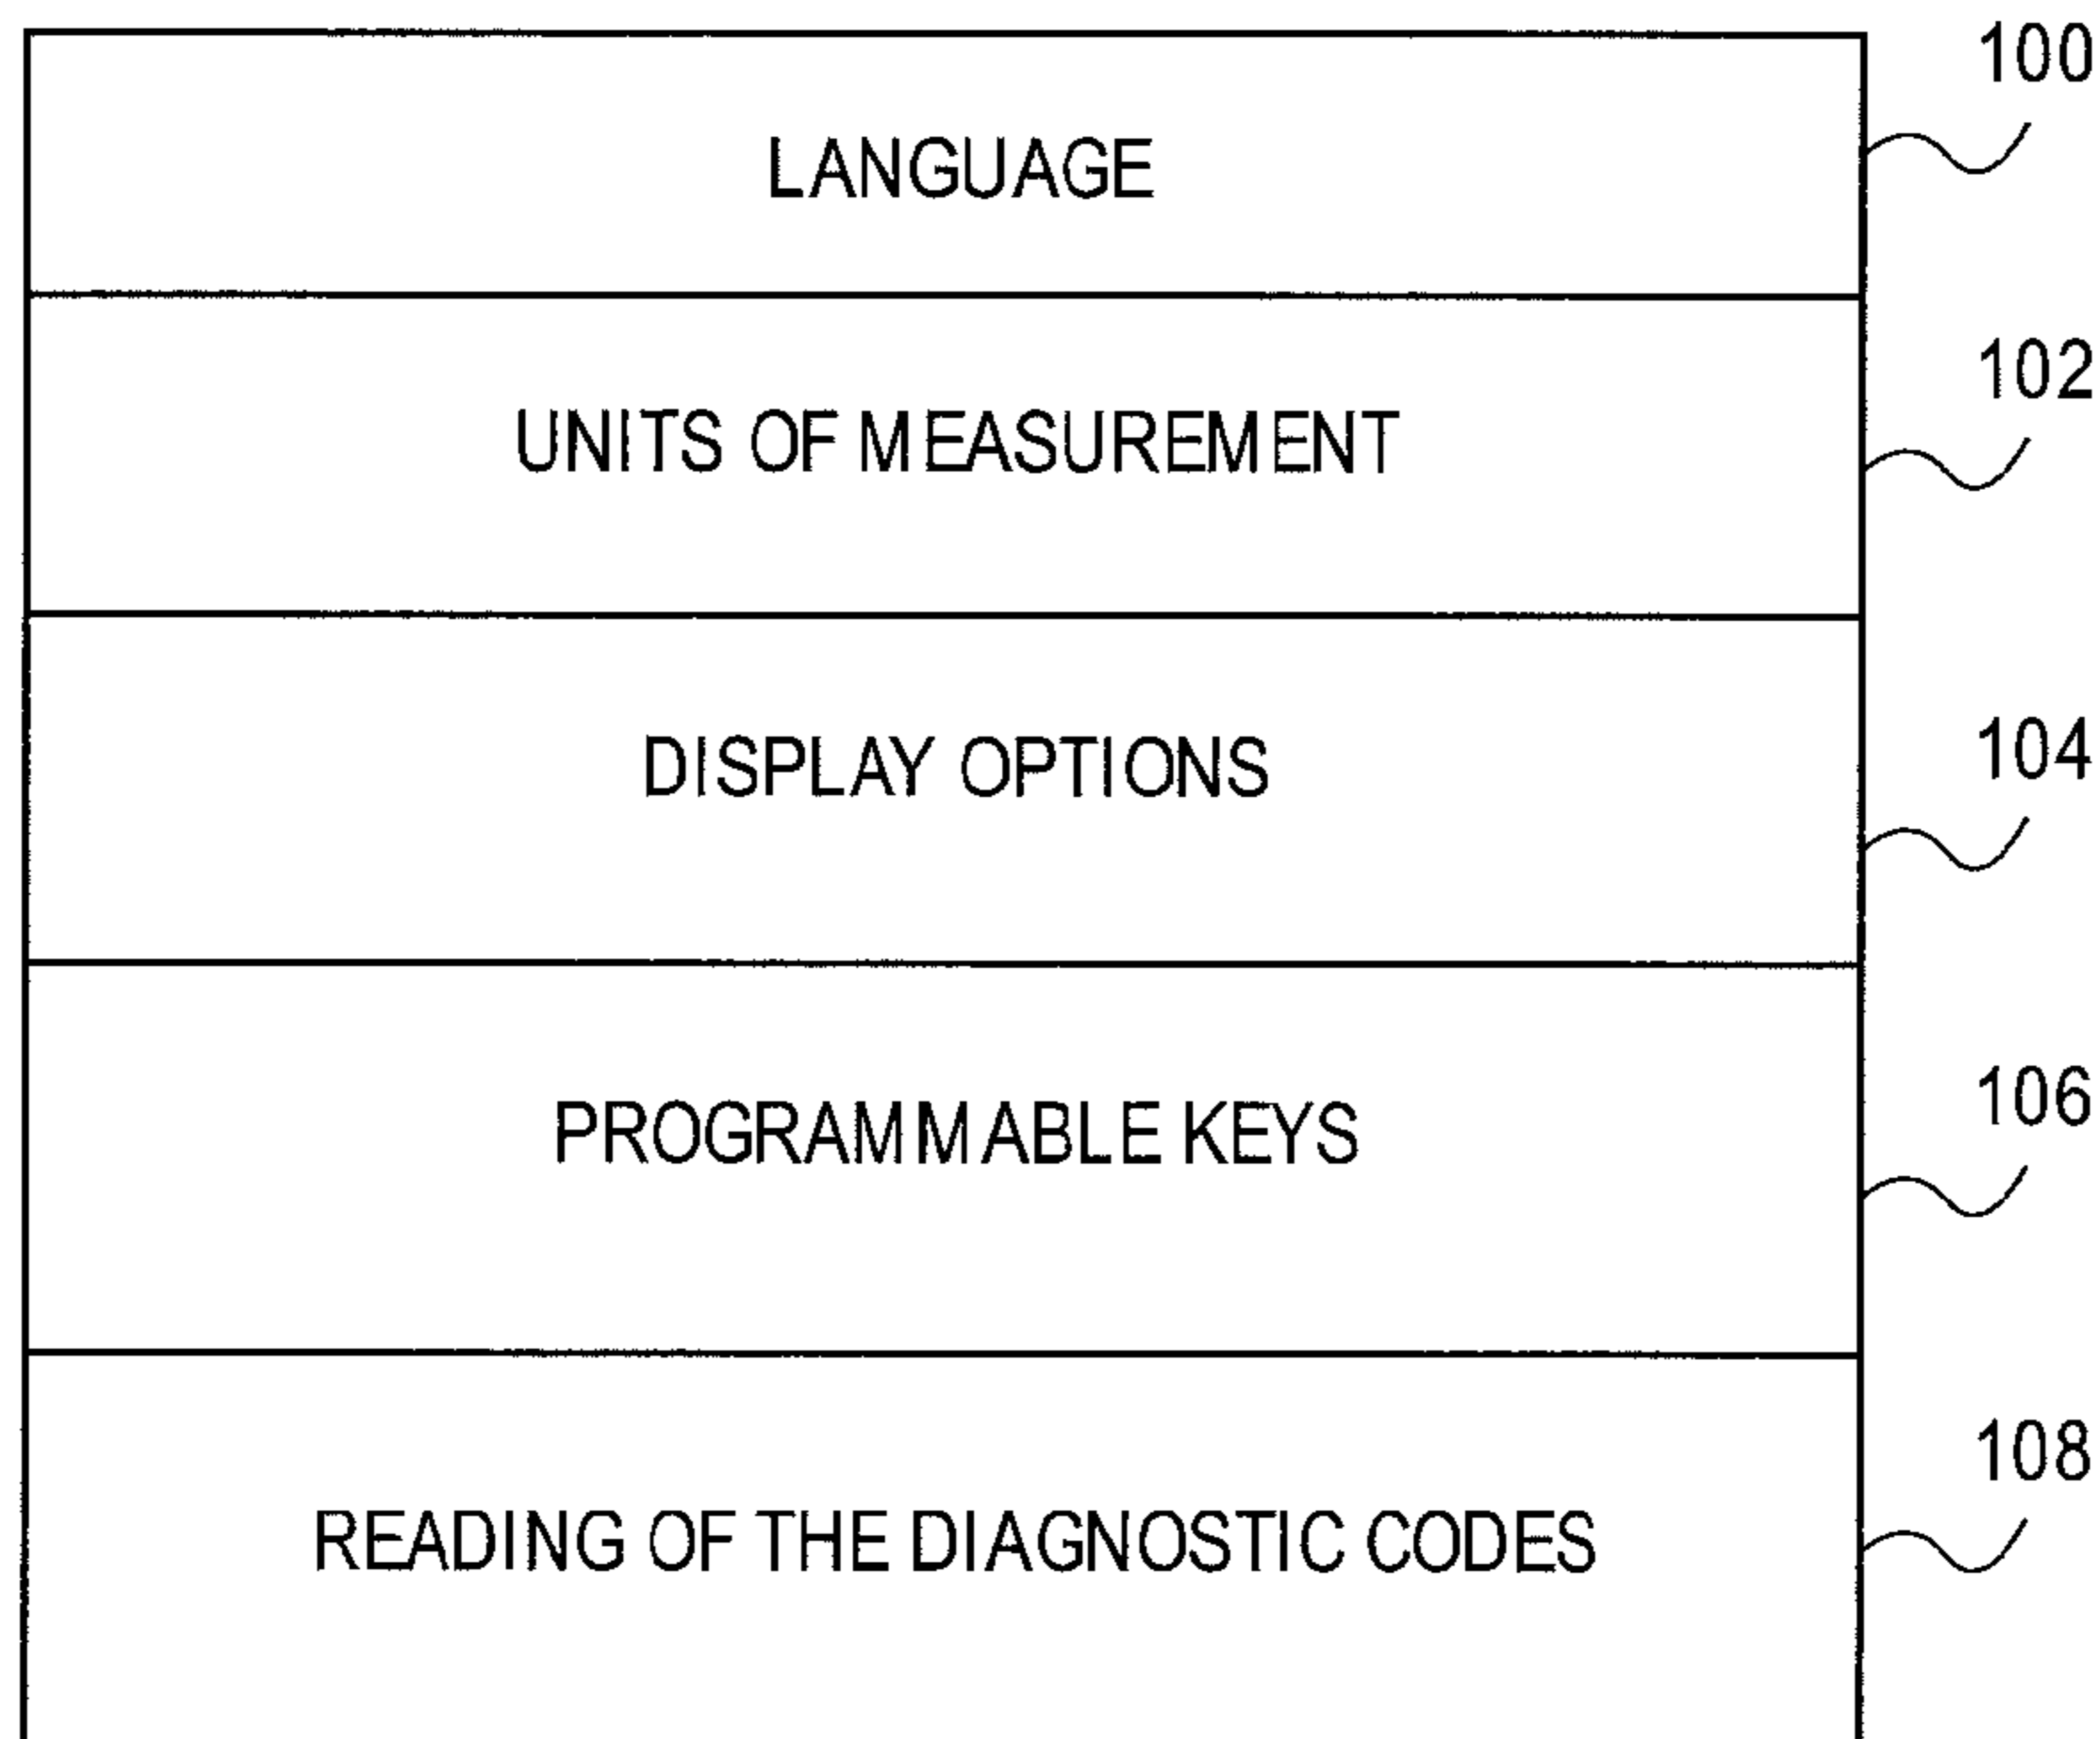 100
LANGUAGE
102
UNITS OF MEASUREMENT
104
DISPLAY OPTIONS
106
PROGRAMMABLE KEYS
108
READING OF THE DIAGNOSTIC CODES